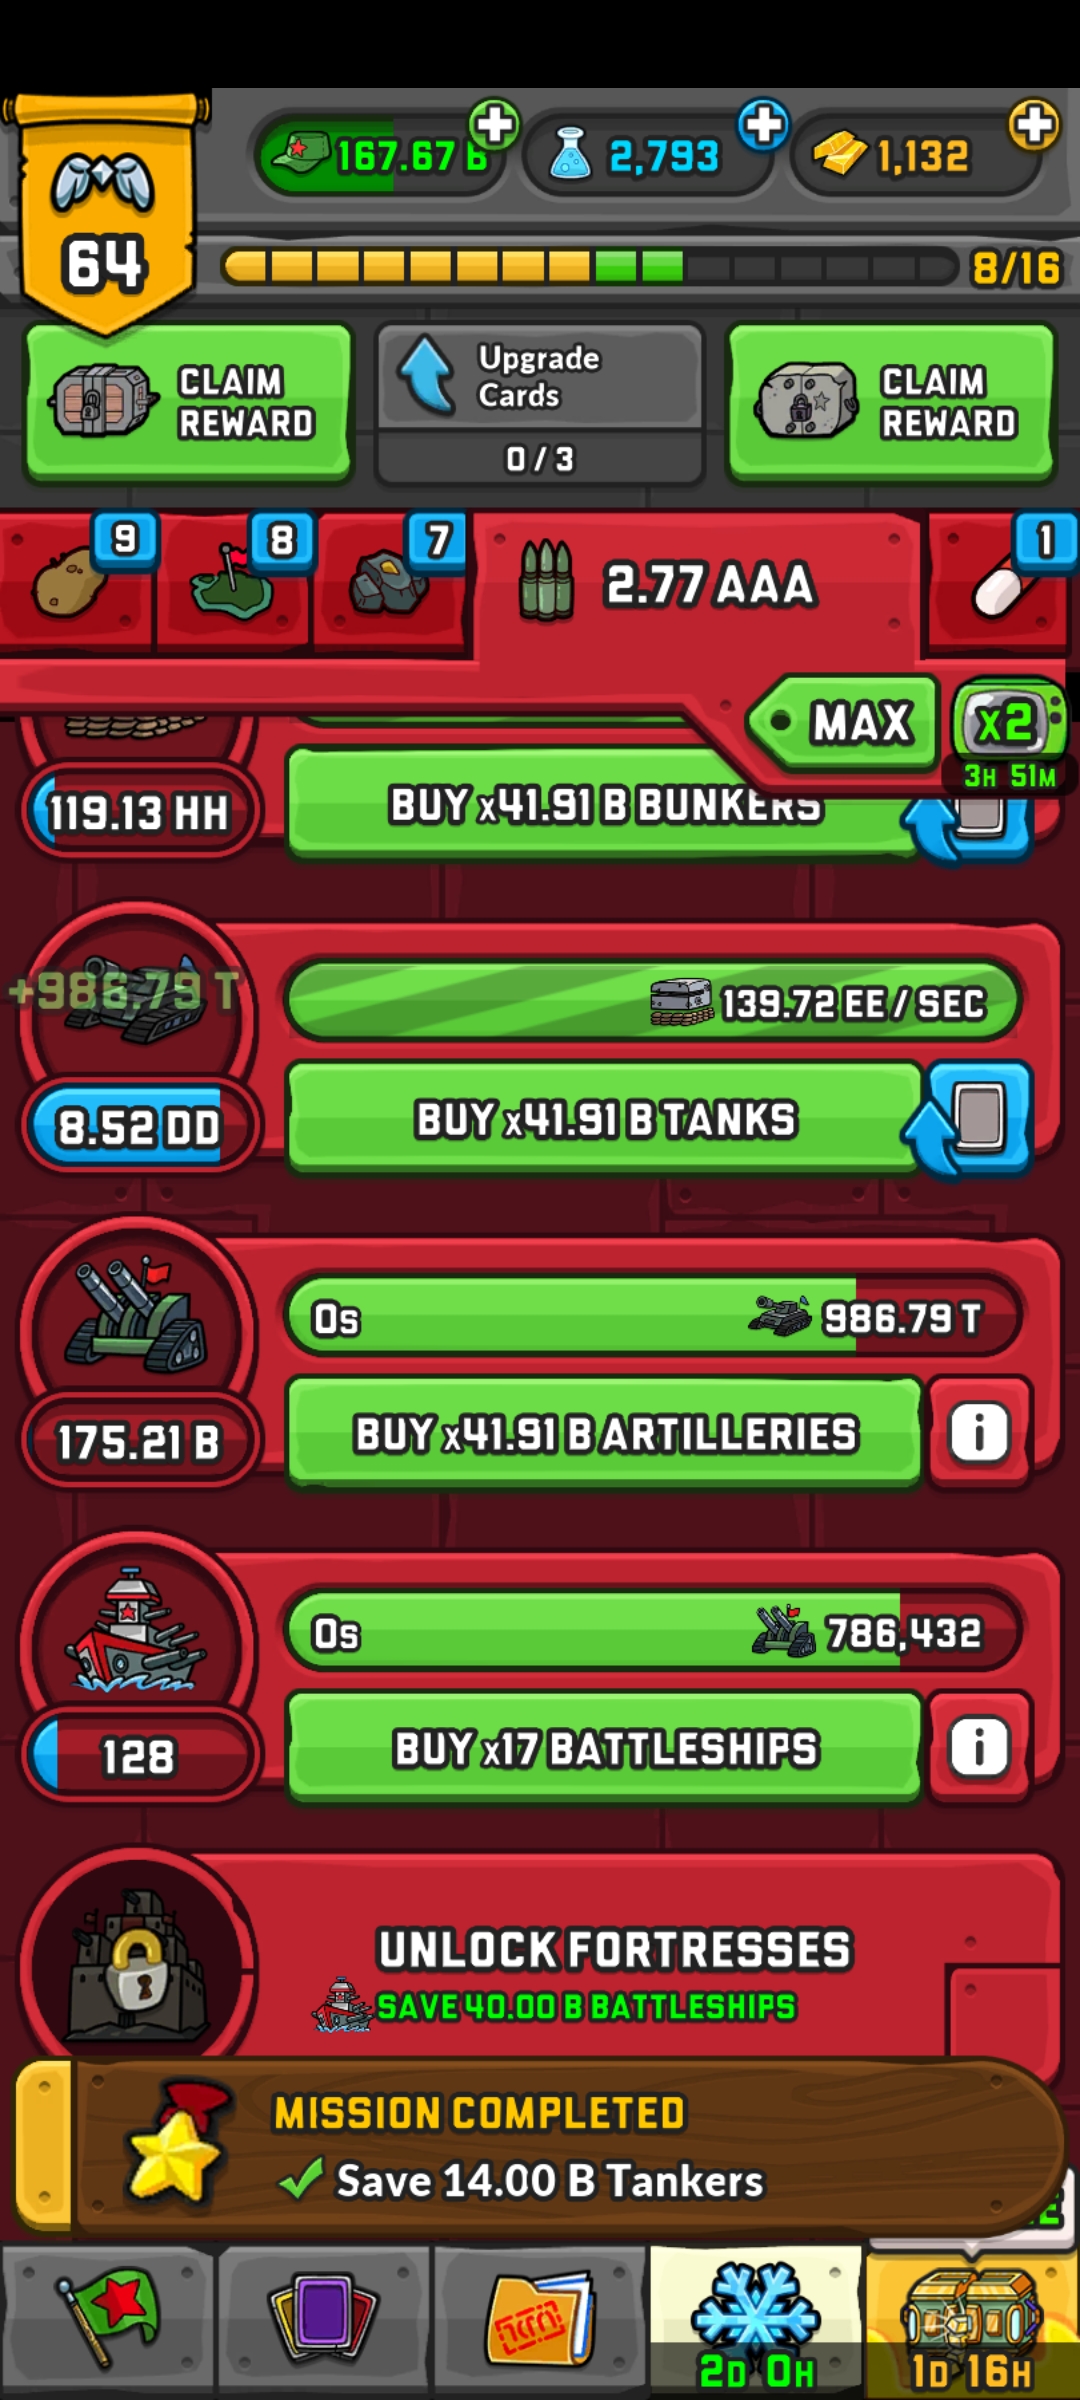 64
167.67 B
2,793
1,132
8/16
CLAIM
REWARD
Upgrade
Cards
0 / 3
CLAIM
REWARD
9
8
7
2.77 AAA
1
MAX
x2
3H 51M
119.13 HH
BUY x41.91 B BUNKERS
+986.79 T
139.72 EE / SEC
8.52 DD
BUY x41.91 B TANKS
0s
986.79 T
175.21 B
BUY x41.91 B ARTILLERIES
i
0s
786,432
128
BUY x17 BATTLESHIPS
i
UNLOCK FORTRESSES
SAVE 40.00 B BATTLESHIPS
MISSION COMPLETED
Save 14.00 B Tankers
2D 0H
1D 16H